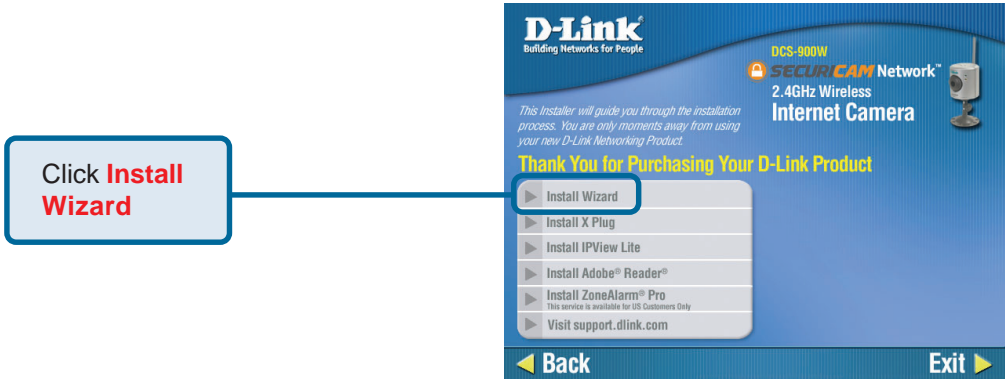 Click Install
Wizard
D-Link
Building Networks for People
DCS-900W
SECURICAM Network™
2.4GHz Wireless
Internet Camera
This Installer will guide you through the installation
process. You are only moments away from using
your new D-Link Networking Product.
Thank You for Purchasing Your D-Link Product
Install Wizard
Install X Plug
Install IPView Lite
Install Adobe® Reader®
Install ZoneAlarm® Pro
This service is available for US Customers Only
Visit support.dlink.com
Back
Exit